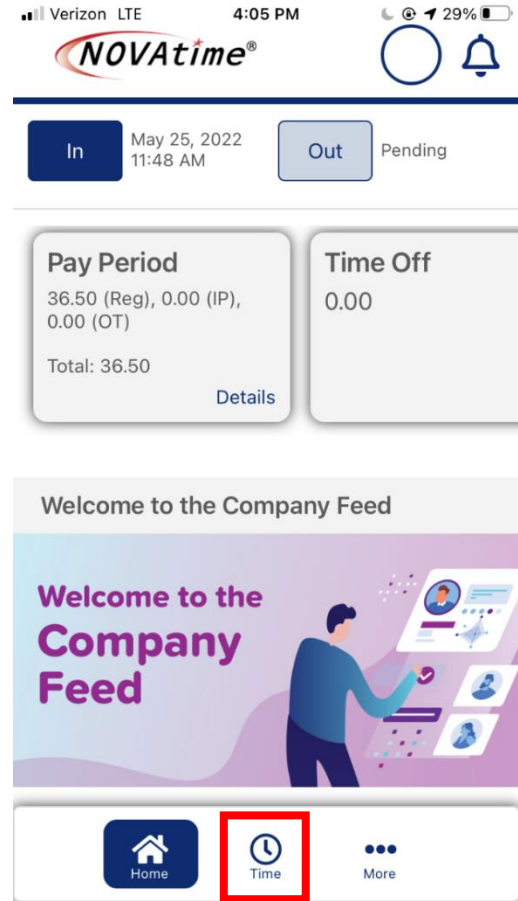 Verizon LTE 4:05 PM 29%
NOVAtime®
In May 25, 2022 Out Pending
11:48 AM
Pay Period
36.50 (Reg), 0.00 (IP),
0.00 (OT)
Total: 36.50
Details
Time Off
0.00
Welcome to the Company Feed
Welcome to the
Company
Feed
Home Time More